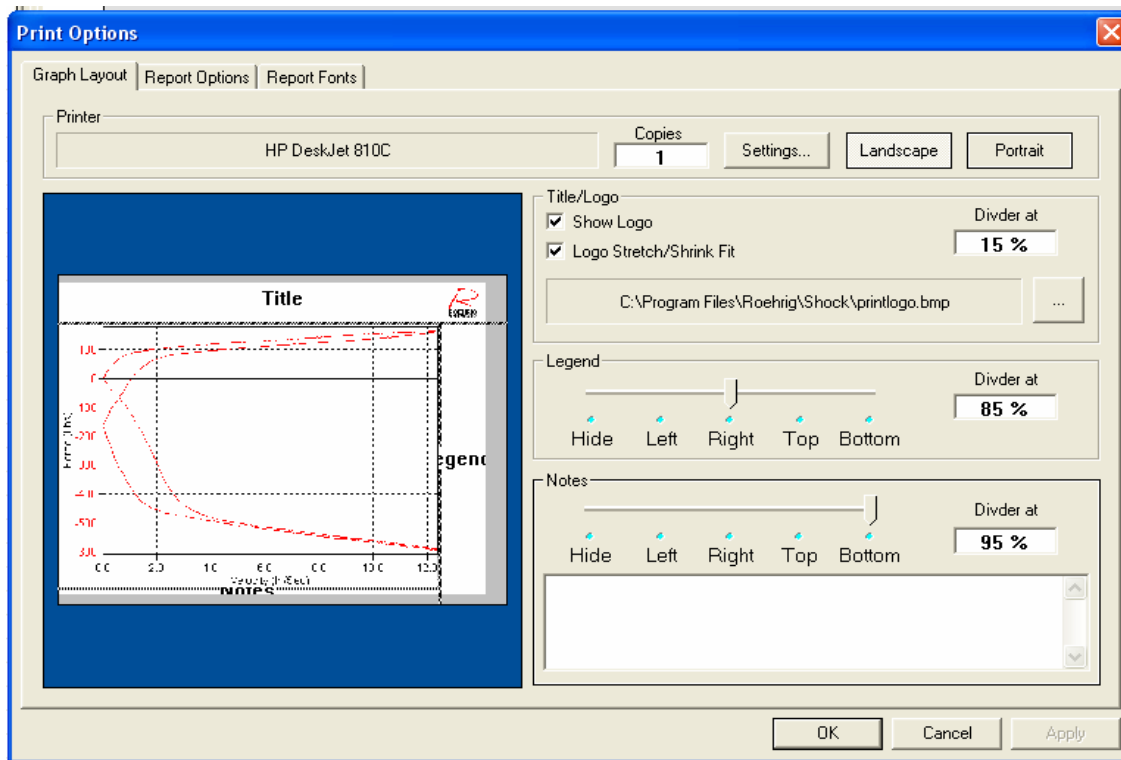 Print Options
Graph Layout Report Options Report Fonts
Printer
HP DeskJet 810C
Copies
1
Settings...
Landscape
Portrait
Title
Title/Logo
Show Logo
Logo Stretch/Shrink Fit
Divder at
15 %
C:\Program Files\Roehrig\Shock\printlogo.bmp
...
Legend
Hide Left Right Top Bottom
Divder at
85 %
Notes
Hide Left Right Top Bottom
Divder at
95 %
egend
Notes
OK Cancel Apply